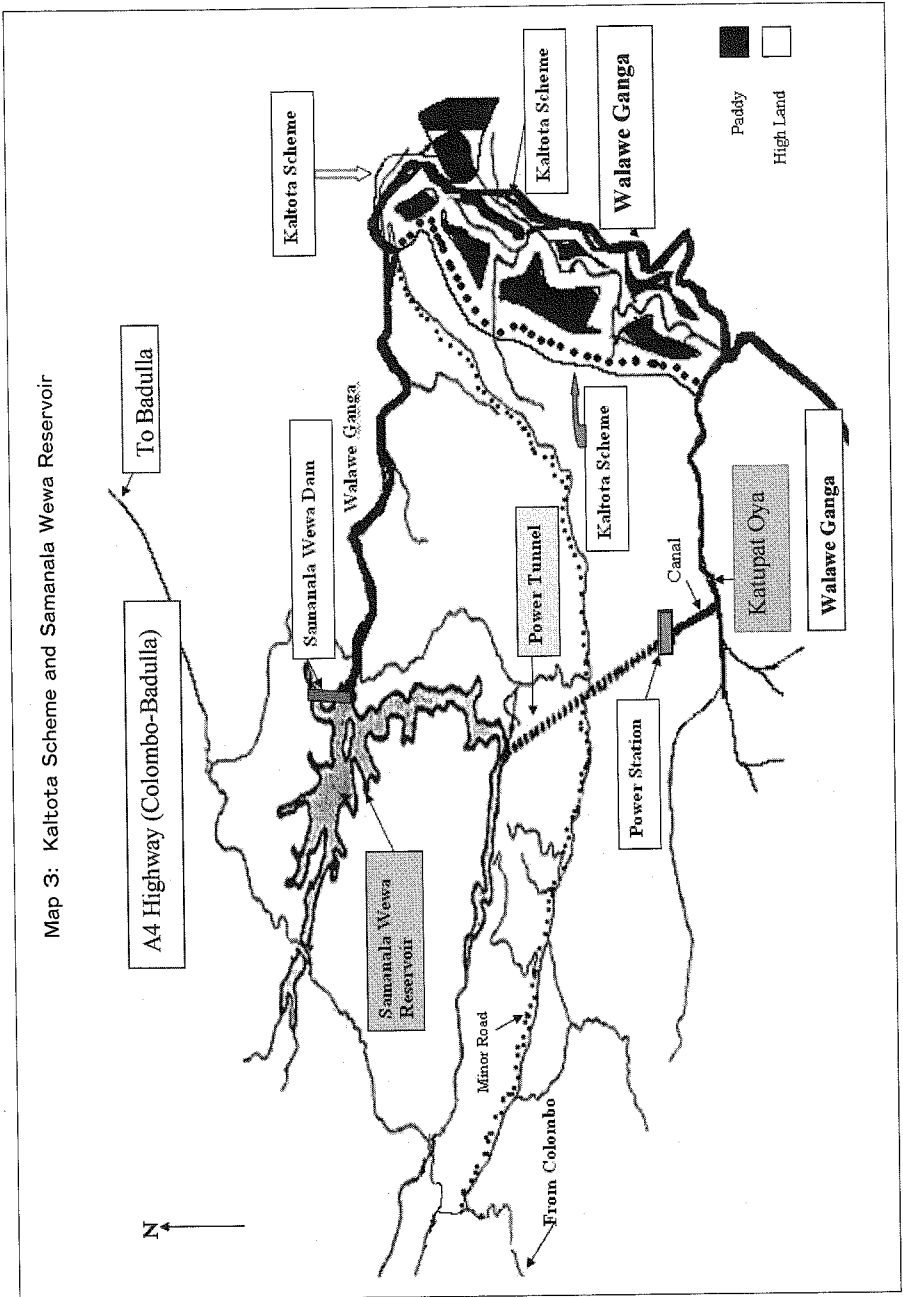 Map 3: Kaltota Scheme and Samanala Wewa Reservoir
To Badulla
A4 Highway (Colombo-Badulla)
Kaltota Scheme
Samanala Wewa Dam
Walawe Ganga
Kaltota Scheme
Walawe Ganga
Paddy
High Land
Samanala Wewa
Reservoir
Power Tunnel
Kaltota Scheme
Minor Road
Canal
Power Station
Katupat Oya
Walawe Ganga
From Colombo
N